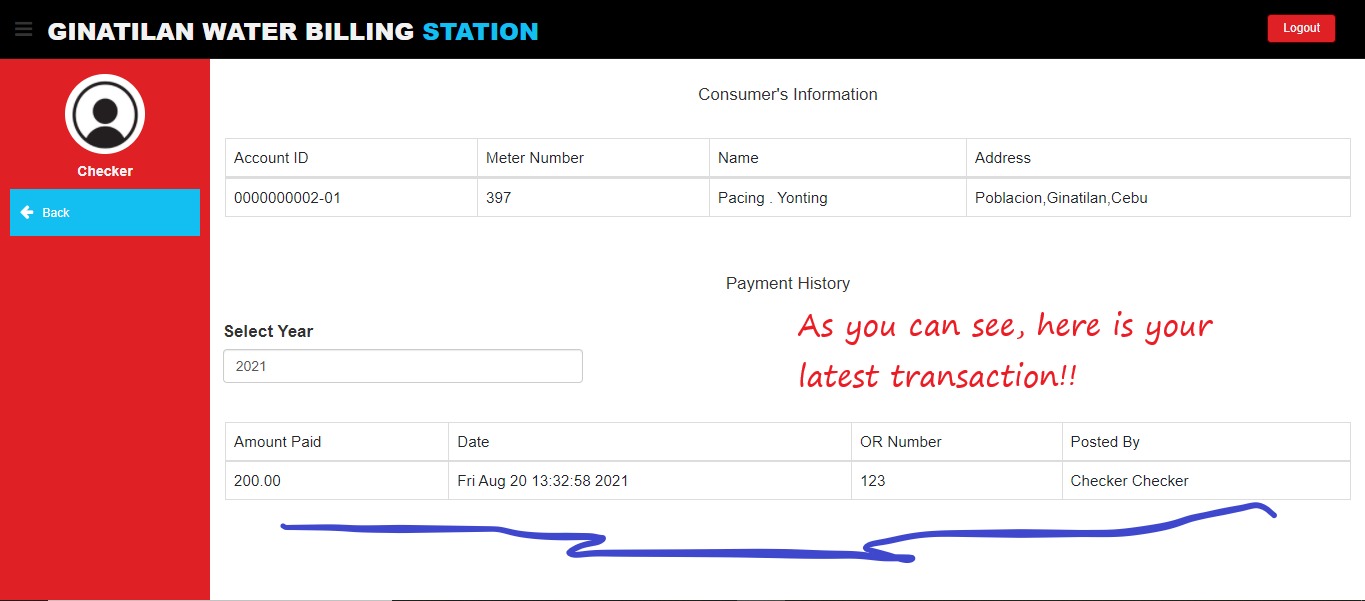 GINATILAN WATER BILLING STATION
Logout
Checker
Back
Consumer's Information
Account ID Meter Number Name Address
0000000002-01 397 Pacing . Yonting Poblacion,Ginatilan,Cebu
Payment History
Select Year
2021
As you can see, here is your
latest transaction!!
Amount Paid Date OR Number Posted By
200.00 Fri Aug 20 13:32:58 2021 123 Checker Checker